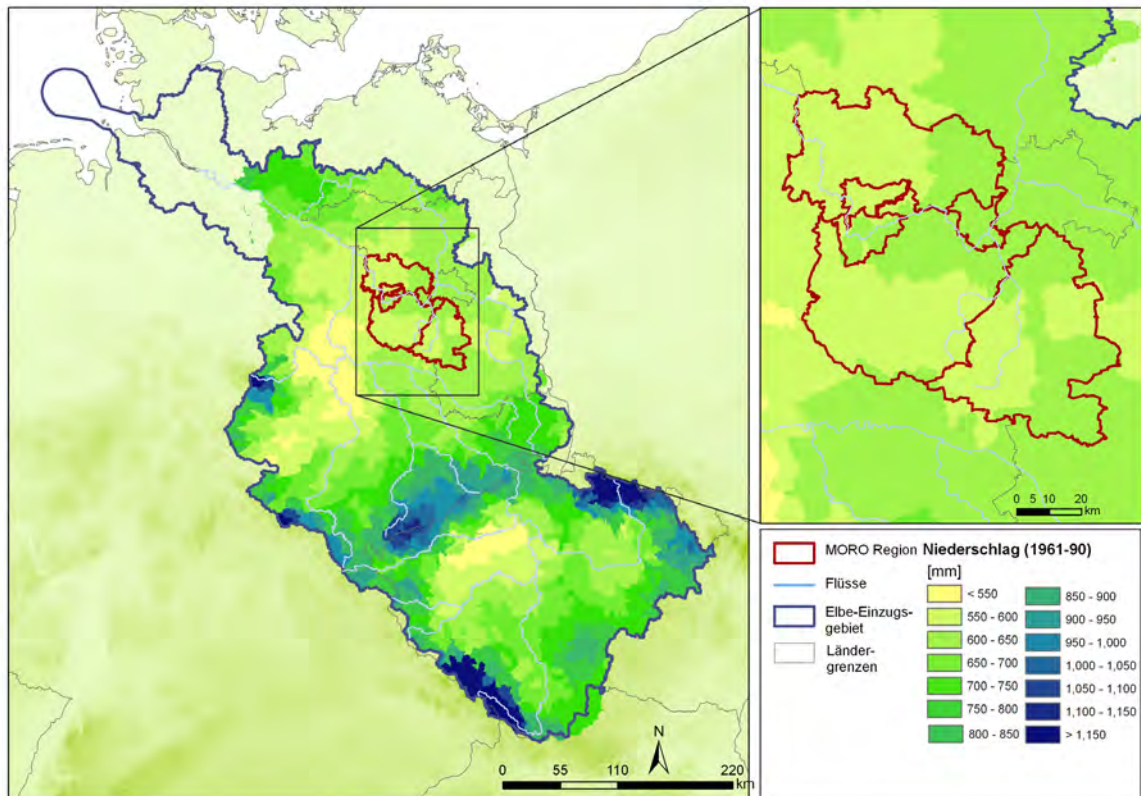 0 5 10 20
km
N
0 55 110 220
km
MORO Region
Flüsse
Elbe-Einzugs-
gebiet
Länder-
grenzen
Niederschlag (1961-90)
[mm]
< 550
550 - 600
600 - 650
650 - 700
700 - 750
750 - 800
800 - 850
850 - 900
900 - 950
950 - 1,000
1,000 - 1,050
1,050 - 1,100
1,100 - 1,150
> 1,150